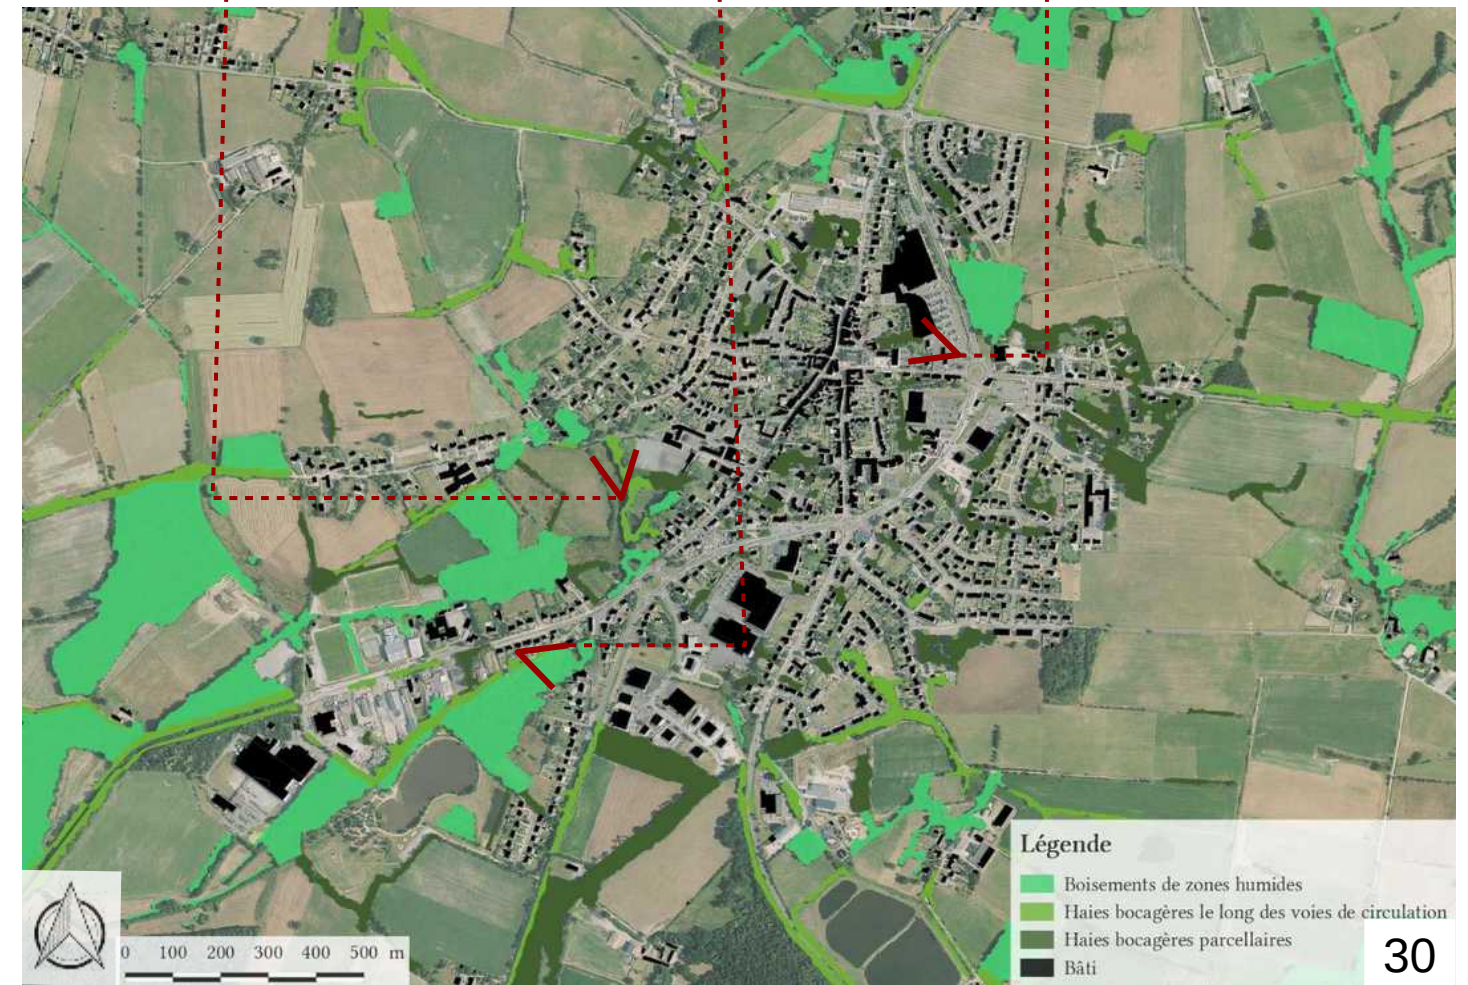 Légende
Boisements de zones humides
Haies bocagères le long des voies de circulation
Haies bocagères parcellaires
Bâti
0 100 200 300 400 500 m
30